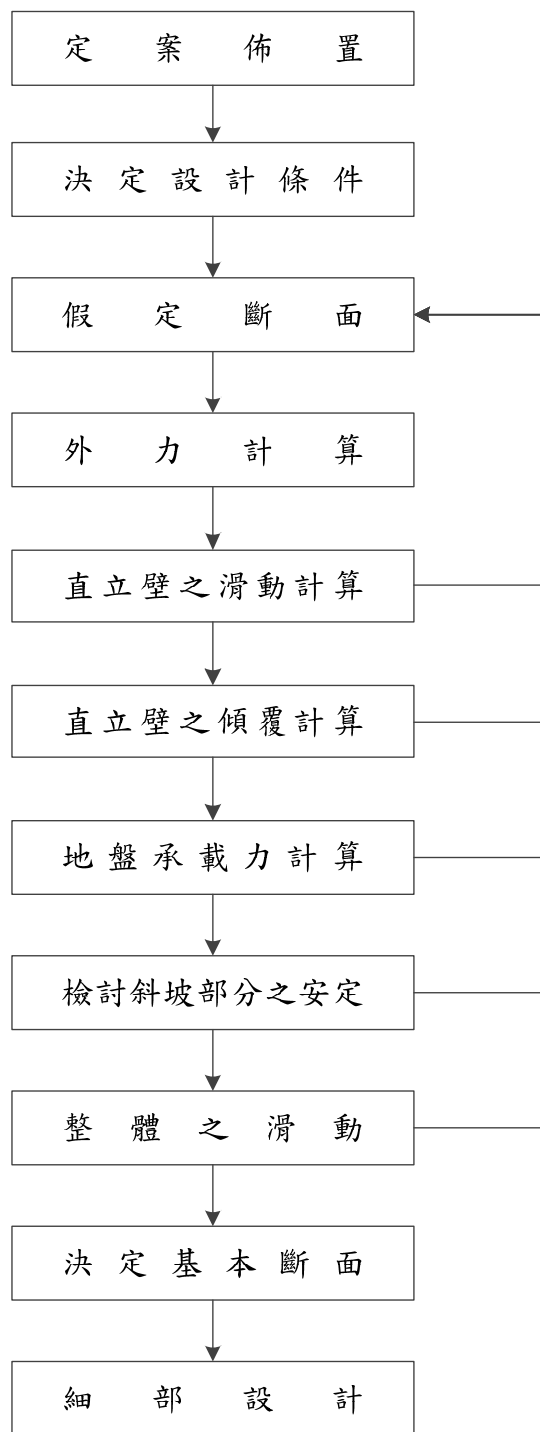 定案佈置
決定設計條件
假定斷面
外力計算
直立壁之滑動計算
直立壁之傾覆計算
地盤承載力計算
檢討斜坡部分之安定
整體之滑動
決定基本斷面
細部設計